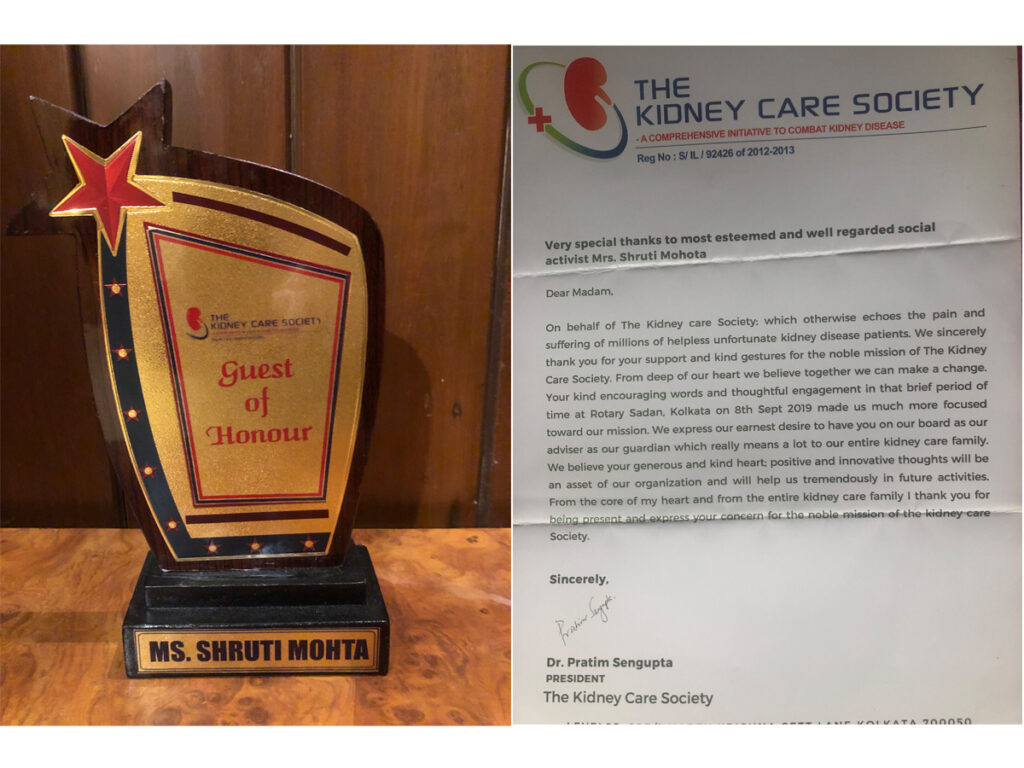 THE
KIDNEY CARE SOCIETY
Guest
of
Honour
MS. SHRUTI MOHTA
THE
KIDNEY CARE SOCIETY
- A COMPREHENSIVE INITIATIVE TO COMBAT KIDNEY DISEASE
Reg No : S/ IL / 92426 of 2012-2013
Very special thanks to most esteemed and well regarded social
activist Mrs. Shruti Mohota
Dear Madam,
On behalf of The Kidney care Society; which otherwise echoes the pain and
suffering of millions of helpless unfortunate kidney disease patients. We sincerely
thank you for your support and kind gestures for the noble mission of The Kidney
Care Society. From deep of our heart we believe together we can make a change.
Your kind encouraging words and thoughtful engagement in that brief period of
time at Rotary Sadan, Kolkata on 8th Sept 2019 made us much more focused
toward our mission. We express our earnest desire to have you on our board as our
adviser as our guardian which really means a lot to our entire kidney care family.
We believe your generous and kind heart; positive and innovative thoughts will be
an asset of our organization and will help us tremendously in future activities.
From the core of my heart and from the entire kidney care family I thank you for
being present and express your concern for the noble mission of the kidney care
Society.
Sincerely,
Pratim Sengupta
Dr. Pratim Sengupta
PRESIDENT
The Kidney Care Society
LANE KOLKATA 700050